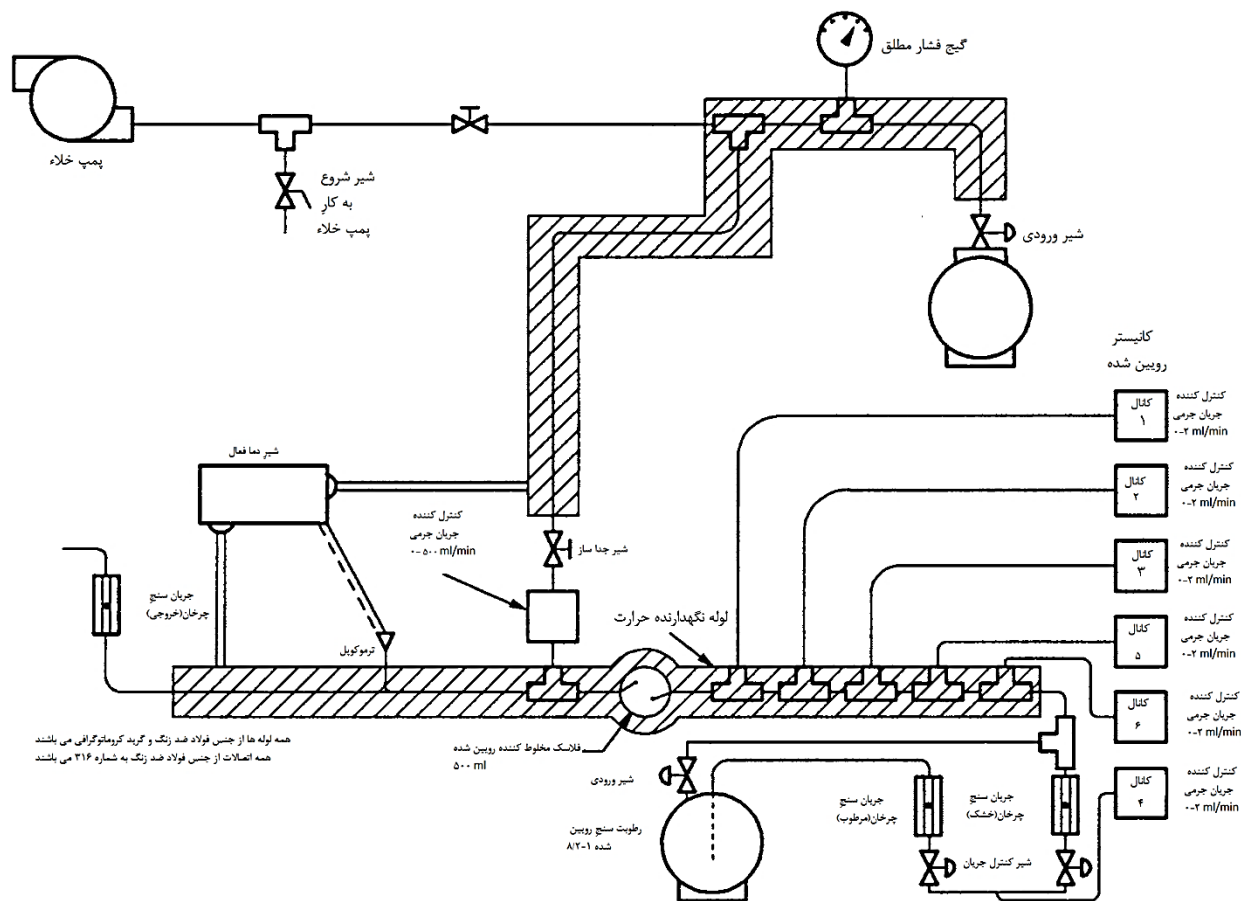 گیج فشار مطلق
پمپ خلاء
شیر شروع
به کارِ
پمپ خلاء
شیر ورودی
کانیستر
رویین شده
کانال
۱
کنترل کننده
جریان جرمی
۰-۲ ml/min
کانال
۲
کنترل کننده
جریان جرمی
۰-۲ ml/min
کانال
۳
کنترل کننده
جریان جرمی
۰-۲ ml/min
کانال
۵
کنترل کننده
جریان جرمی
۰-۲ ml/min
کانال
۶
کنترل کننده
جریان جرمی
۰-۲ ml/min
کانال
۴
کنترل کننده
جریان جرمی
۰-۲ ml/min
شیرِ دما فعال
کنترل کننده
جریان جرمی
۰-۵۰۰ ml/min
شیر جدا ساز
جریان سنجِ
چرخان(خروجی)
ترموکوپل
لوله نگهدارنده حرارت
همه لوله ها از جنس فولاد ضد زنگ و گرید کروماتوگرافی می باشند
همه اتصالات از جنس فولاد ضد زنگ به شماره ۳۱۶ می باشند
فلاسک مخلوط کننده رویین شده
۵۰۰ ml
شیر ورودی
رطوبت سنجِ رویین
شده ۱-۸/۲
جریان سنجِ
چرخان(مرطوب)
جریان سنجِ
چرخان(خشک)
شیر کنترل جریان